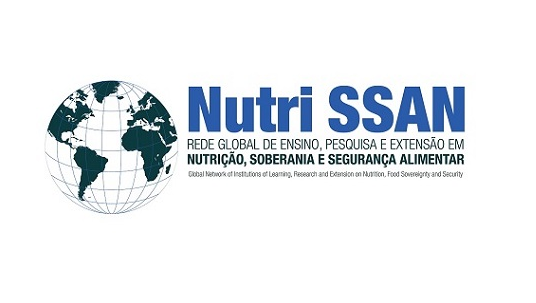 Nutri SSAN
REDE GLOBAL DE ENSINO, PESQUISA E EXTENSÃO EM
NUTRIÇÃO, SOBERANIA E SEGURANÇA ALIMENTAR
Global Network of Institutions of Learning, Research and Extension on Nutrition, Food Sovereignty and Security